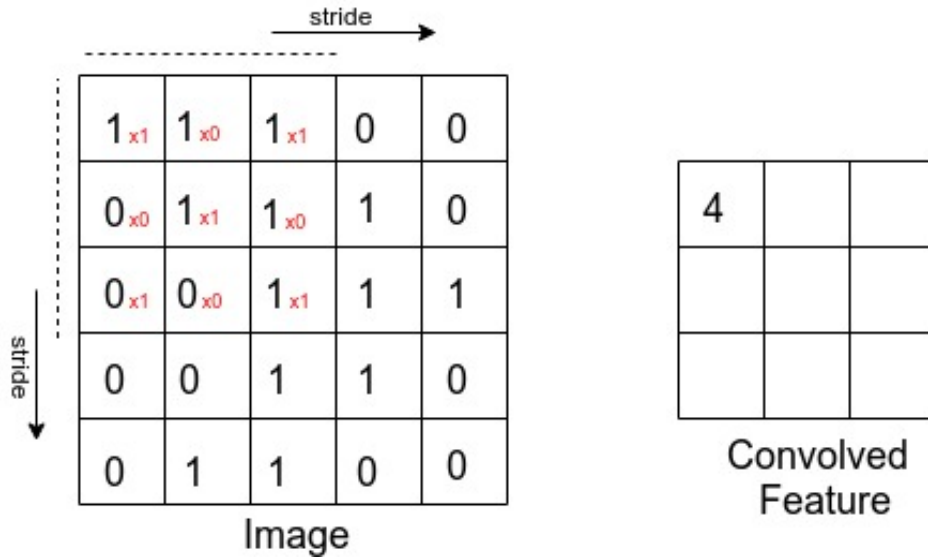 stride
1x1 1x0 1x1 0 0
0x0 1x1 1x0 1 0
0x1 0x0 1x1 1 1
0 0 1 1 0
0 1 1 0 0
stride
Image
4
Convolved
Feature